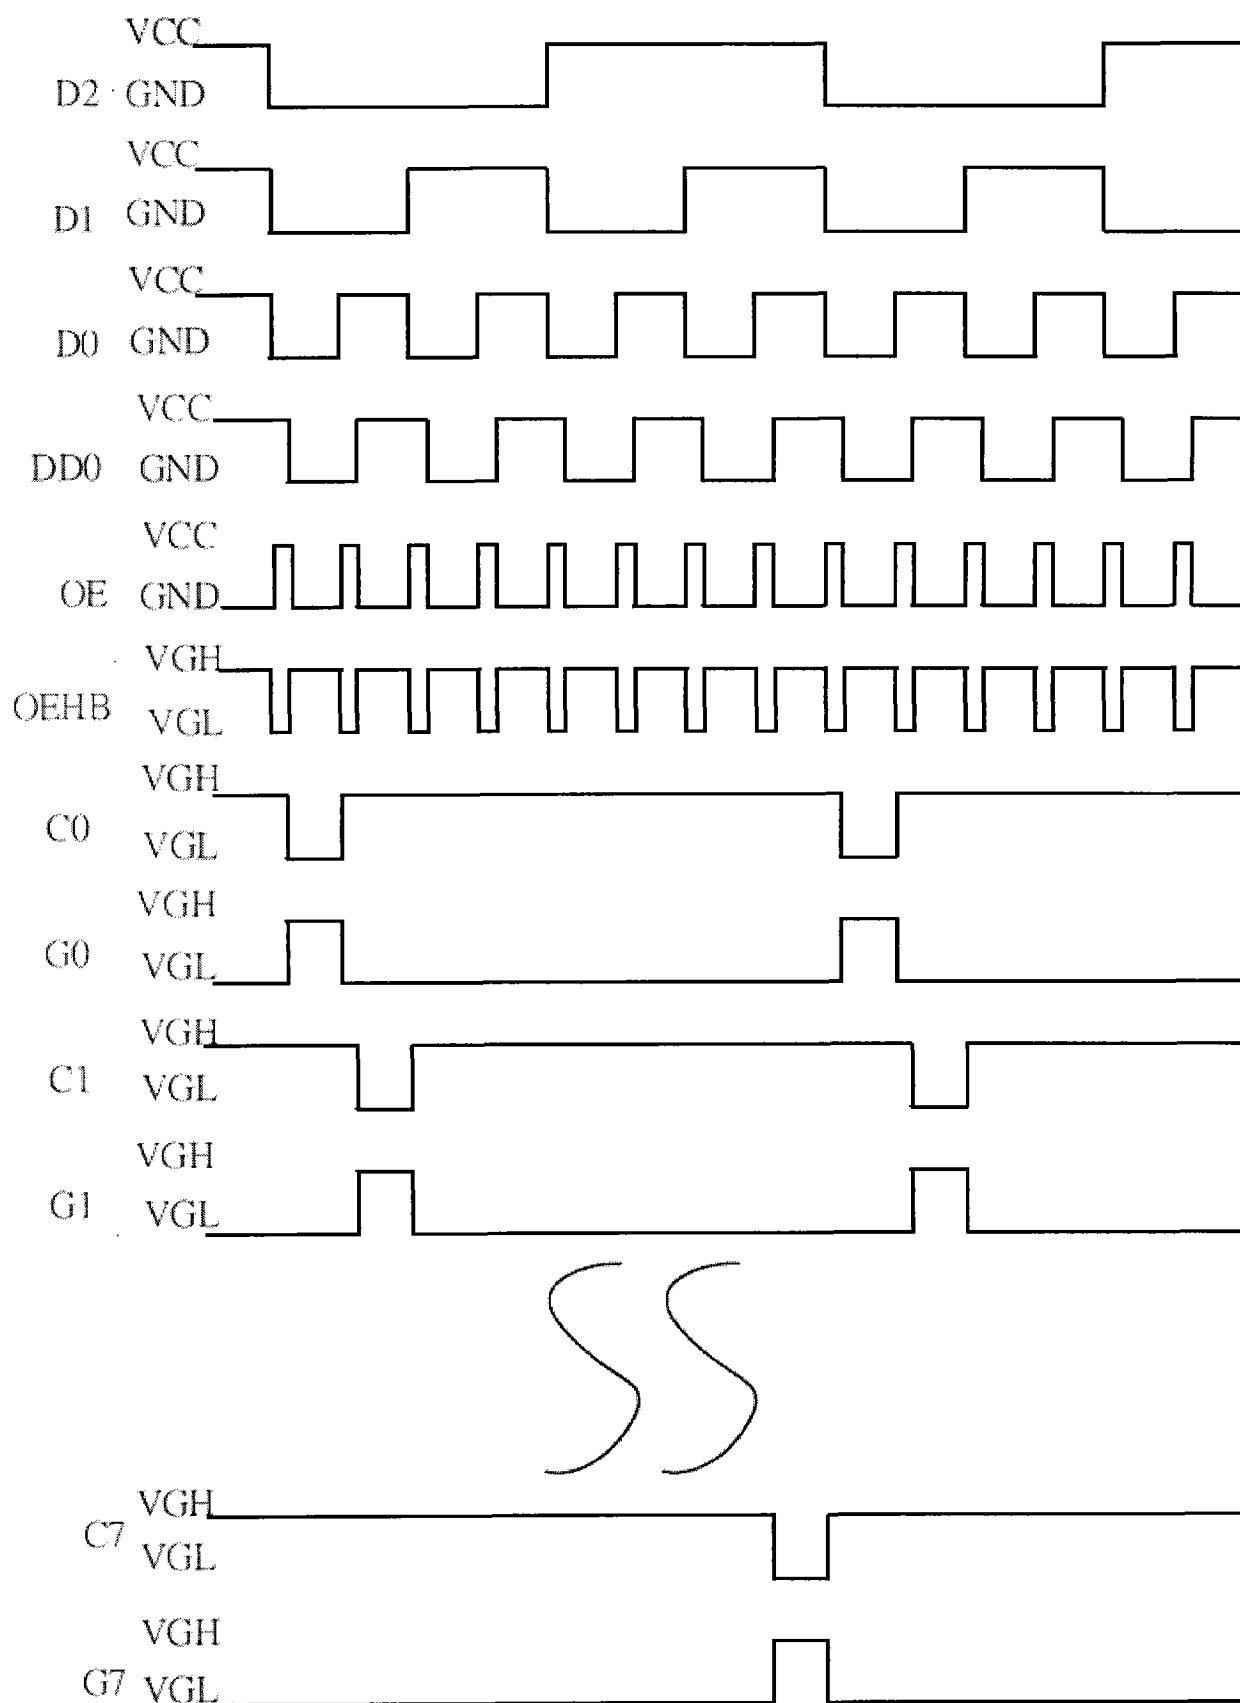 VCC
D2 GND
VCC
D1 GND
VCC
D0 GND
VCC
DD0 GND
VCC
OE GND
VGH
OEHB VGL
VGH
C0 VGL
VGH
G0 VGL
VGH
C1 VGL
VGH
G1 VGL
VGH
C7 VGL
VGH
G7 VGL